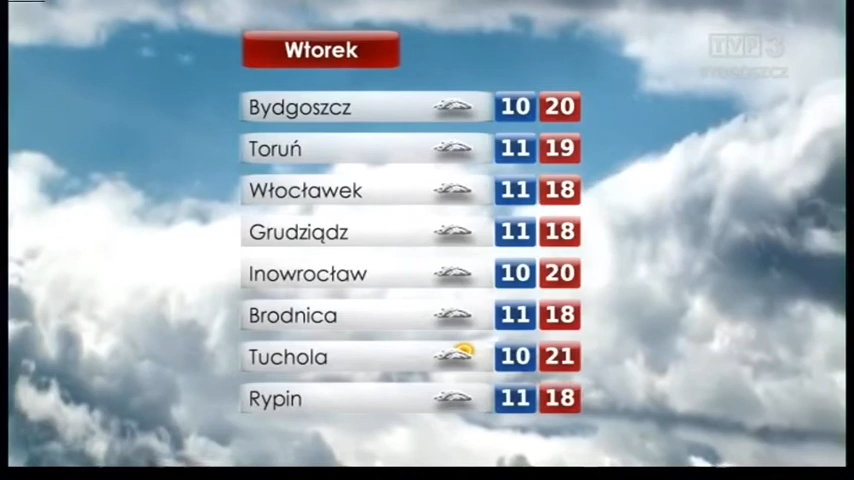 Wtorek
TVP3
BYDGOSZCZ
Bydgoszcz 10 20
Toruń 11 19
Włocławek 11 18
Grudziądz 11 18
Inowrocław 10 20
Brodnica 11 18
Tuchola 10 21
Rypin 11 18